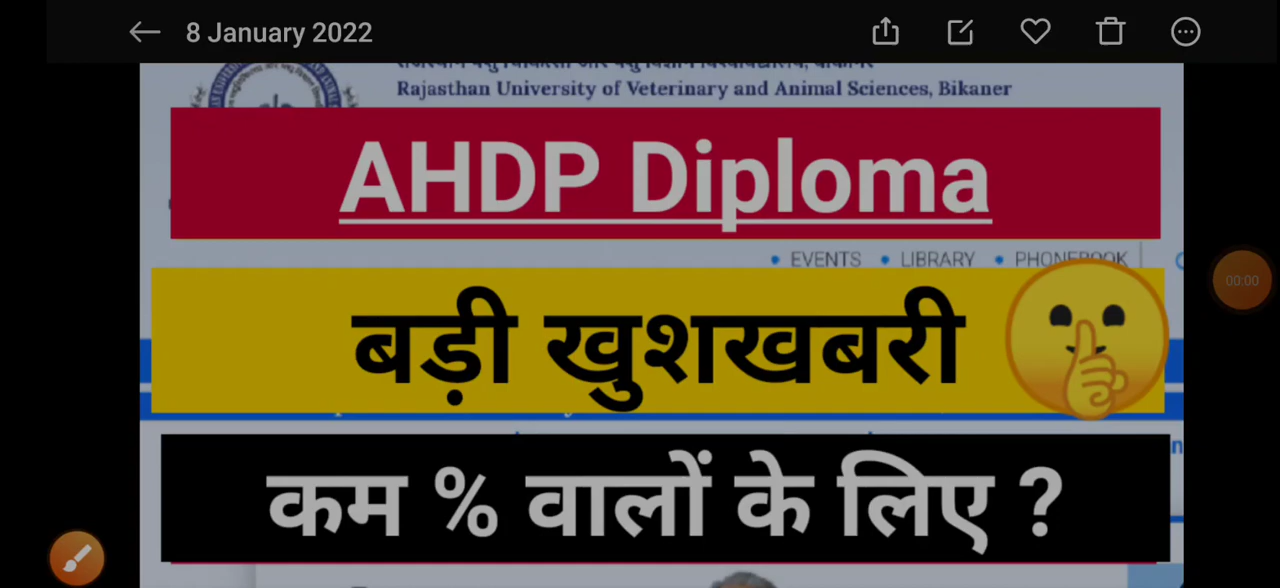 8 January 2022
Rajasthan University of Veterinary and Animal Sciences, Bikaner
AHDP Diploma
• EVENTS • LIBRARY • PHONEBOOK
बड़ी खुशखबरी
00:00
कम % वालों के लिए ?